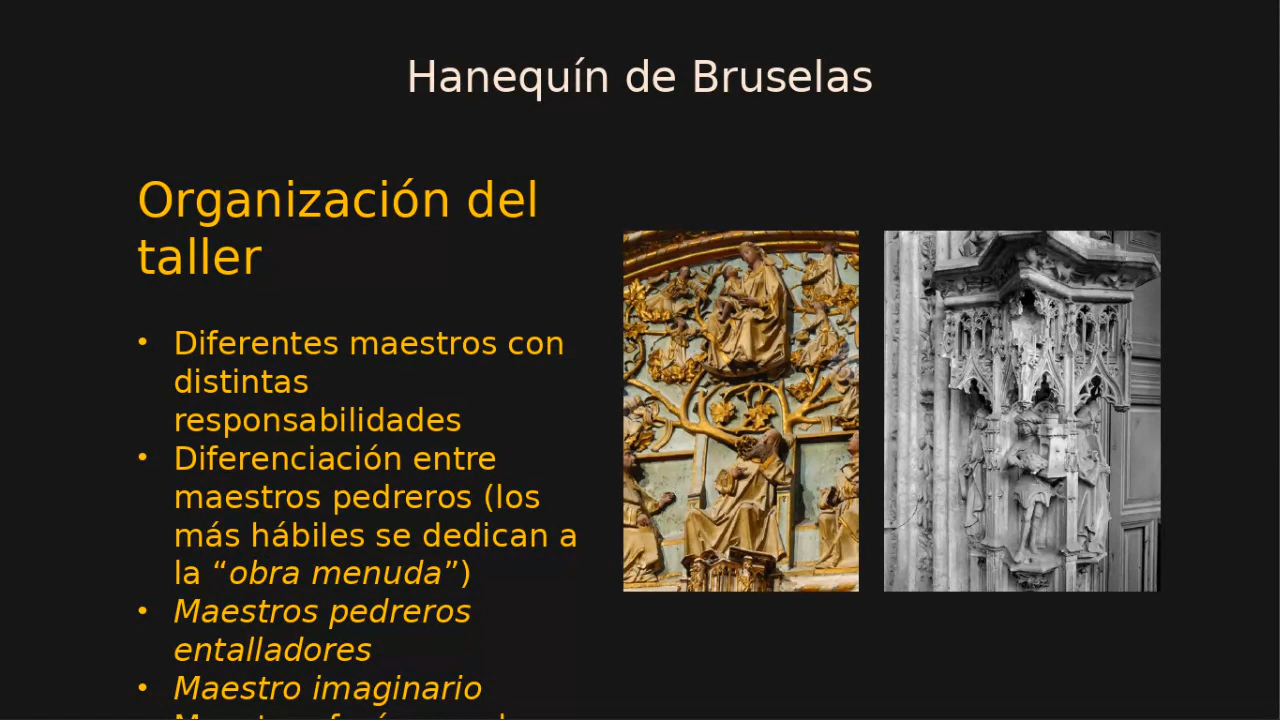 Hanequín de Bruselas
Organización del
taller
• Diferentes maestros con
distintas
responsabilidades
• Diferenciación entre
maestros pedreros (los
más hábiles se dedican a
la “obra menuda”)
• Maestros pedreros
entalladores
• Maestro imaginario